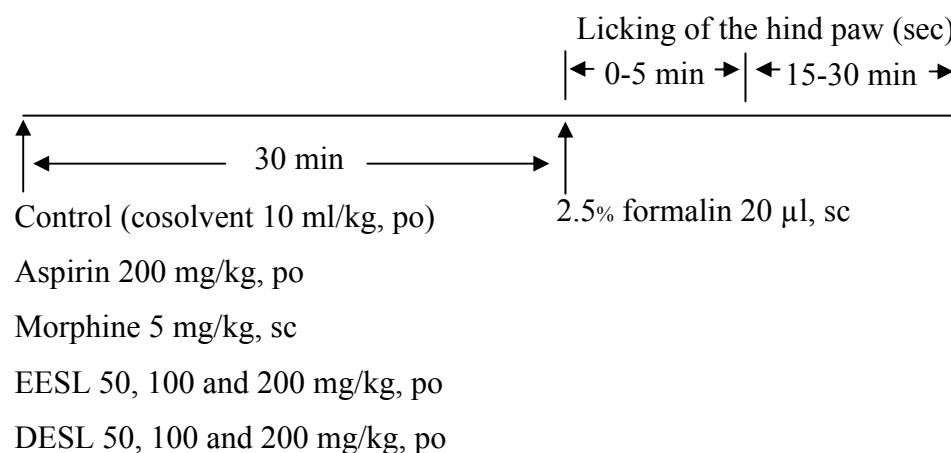 Licking of the hind paw (sec)
0-5 min 15-30 min
30 min
Control (cosolvent 10 ml/kg, po)
2.5% formalin 20 µl, sc
Aspirin 200 mg/kg, po
Morphine 5 mg/kg, sc
EESL 50, 100 and 200 mg/kg, po
DESL 50, 100 and 200 mg/kg, po